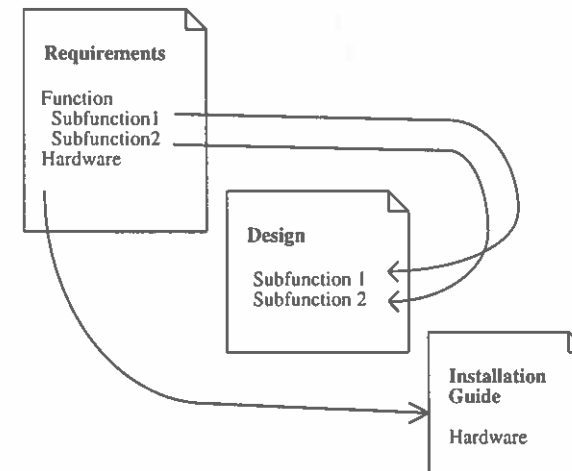 Requirements
Function
Subfunction1
Subfunction2
Hardware
Design
Subfunction 1
Subfunction 2
Installation
Guide
Hardware